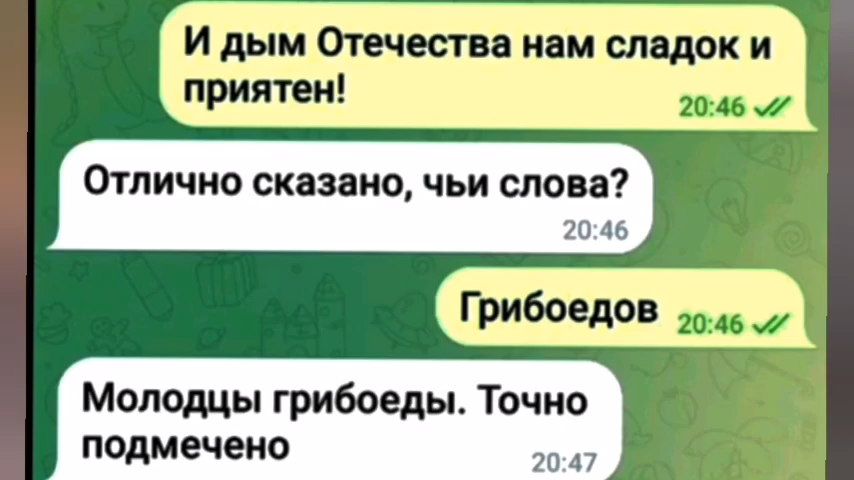 И дым Отечества нам сладок и
приятен!
20:46
Отлично сказано, чьи слова?
20:46
Грибоедов 20:46
Молодцы грибоеды. Точно
подмечено
20:47